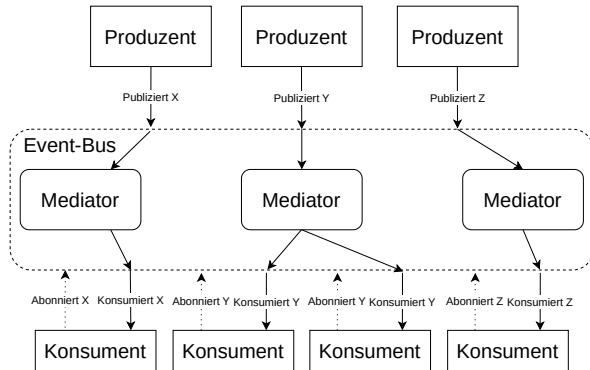 Produzent
Produzent
Produzent
Publiziert X
Publiziert Y
Publiziert Z
Event-Bus
Mediator
Mediator
Mediator
Abonniert X
Konsumiert X
Abonniert Y
Konsumiert Y
Abonniert Y
Konsumiert Y
Abonniert Z
Konsumiert Z
Konsument
Konsument
Konsument
Konsument